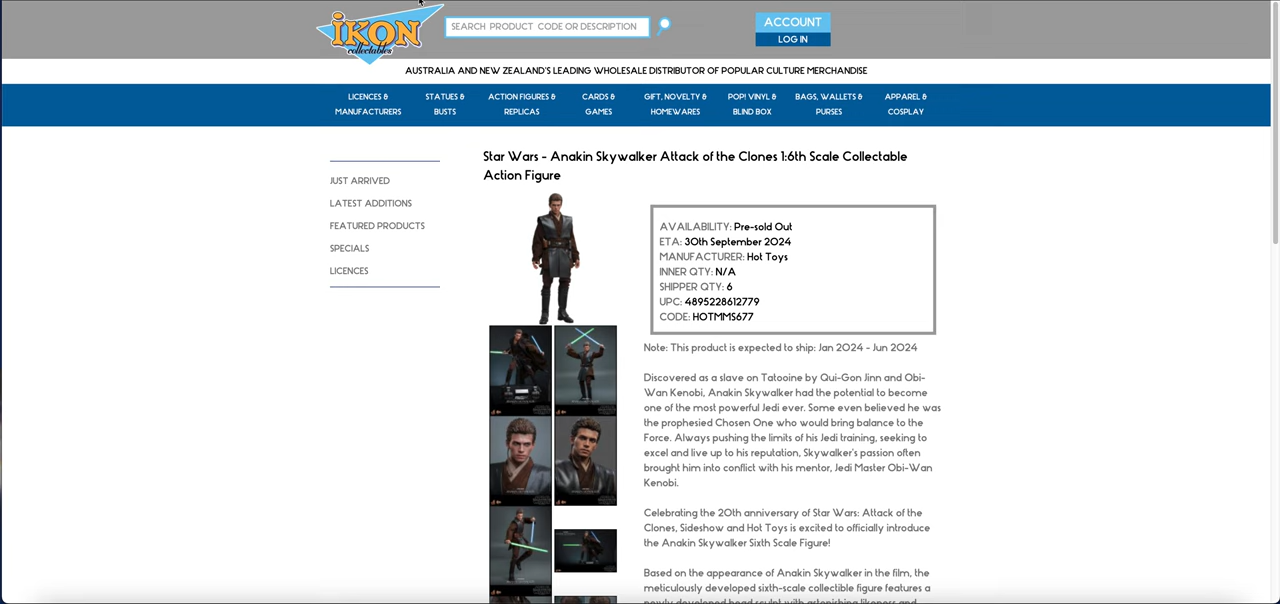 iKON
collectables
SEARCH PRODUCT CODE OR DESCRIPTION
ACCOUNT
LOG IN
AUSTRALIA AND NEW ZEALAND'S LEADING WHOLESALE DISTRIBUTOR OF POPULAR CULTURE MERCHANDISE
LICENCES &
MANUFACTURERS
STATUES &
BUSTS
ACTION FIGURES &
REPLICAS
CARDS &
GAMES
GIFT, NOVELTY &
HOMEWARES
POP! VINYL &
BLIND BOX
BAGS, WALLETS &
PURSES
APPAREL &
COSPLAY
JUST ARRIVED
LATEST ADDITIONS
FEATURED PRODUCTS
SPECIALS
LICENCES
Star Wars - Anakin Skywalker Attack of the Clones 1:6th Scale Collectable
Action Figure
AVAILABILITY: Pre-sold Out
ETA: 30th September 2024
MANUFACTURER: Hot Toys
INNER QTY: N/A
SHIPPER QTY: 6
UPC: 4895228612779
CODE: HOTMMS677
Note: This product is expected to ship: Jan 2024 - Jun 2024
Discovered as a slave on Tatooine by Qui-Gon Jinn and Obi-
Wan Kenobi, Anakin Skywalker had the potential to become
one of the most powerful Jedi ever. Some even believed he was
the prophesied Chosen One who would bring balance to the
Force. Always pushing the limits of his Jedi training, seeking to
excel and live up to his reputation, Skywalker's passion often
brought him into conflict with his mentor, Jedi Master Obi-Wan
Kenobi.
Celebrating the 20th anniversary of Star Wars: Attack of the
Clones, Sideshow and Hot Toys is excited to officially introduce
the Anakin Skywalker Sixth Scale Figure!
Based on the appearance of Anakin Skywalker in the film, the
meticulously developed sixth-scale collectible figure features a
newly developed head sculpt with astonishing likeness and